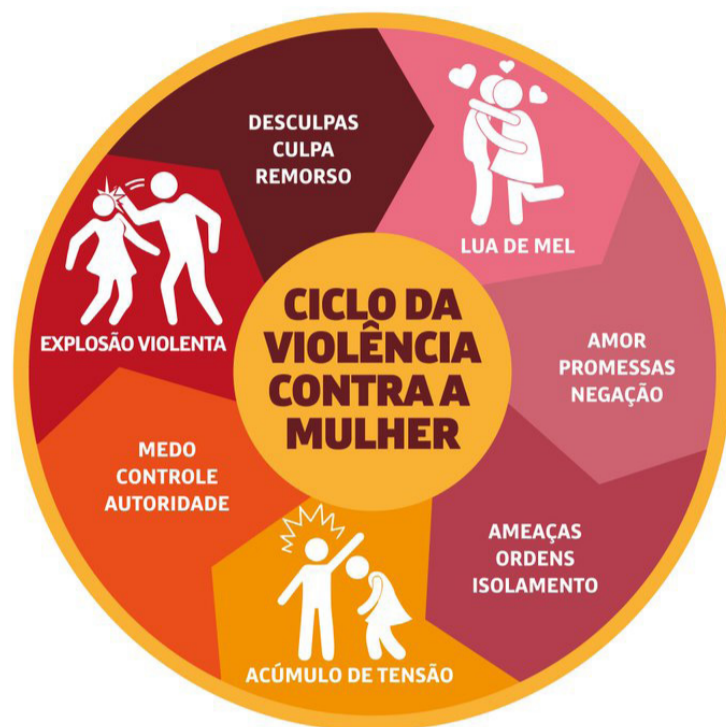 CICLO DA
VIOLÊNCIA
CONTRA A
MULHER
LUA DE MEL
AMOR
PROMESSAS
NEGAÇÃO
AMEAÇAS
ORDENS
ISOLAMENTO
ACÚMULO DE TENSÃO
MEDO
CONTROLE
AUTORIDADE
EXPLOSÃO VIOLENTA
DESCULPAS
CULPA
REMORSO